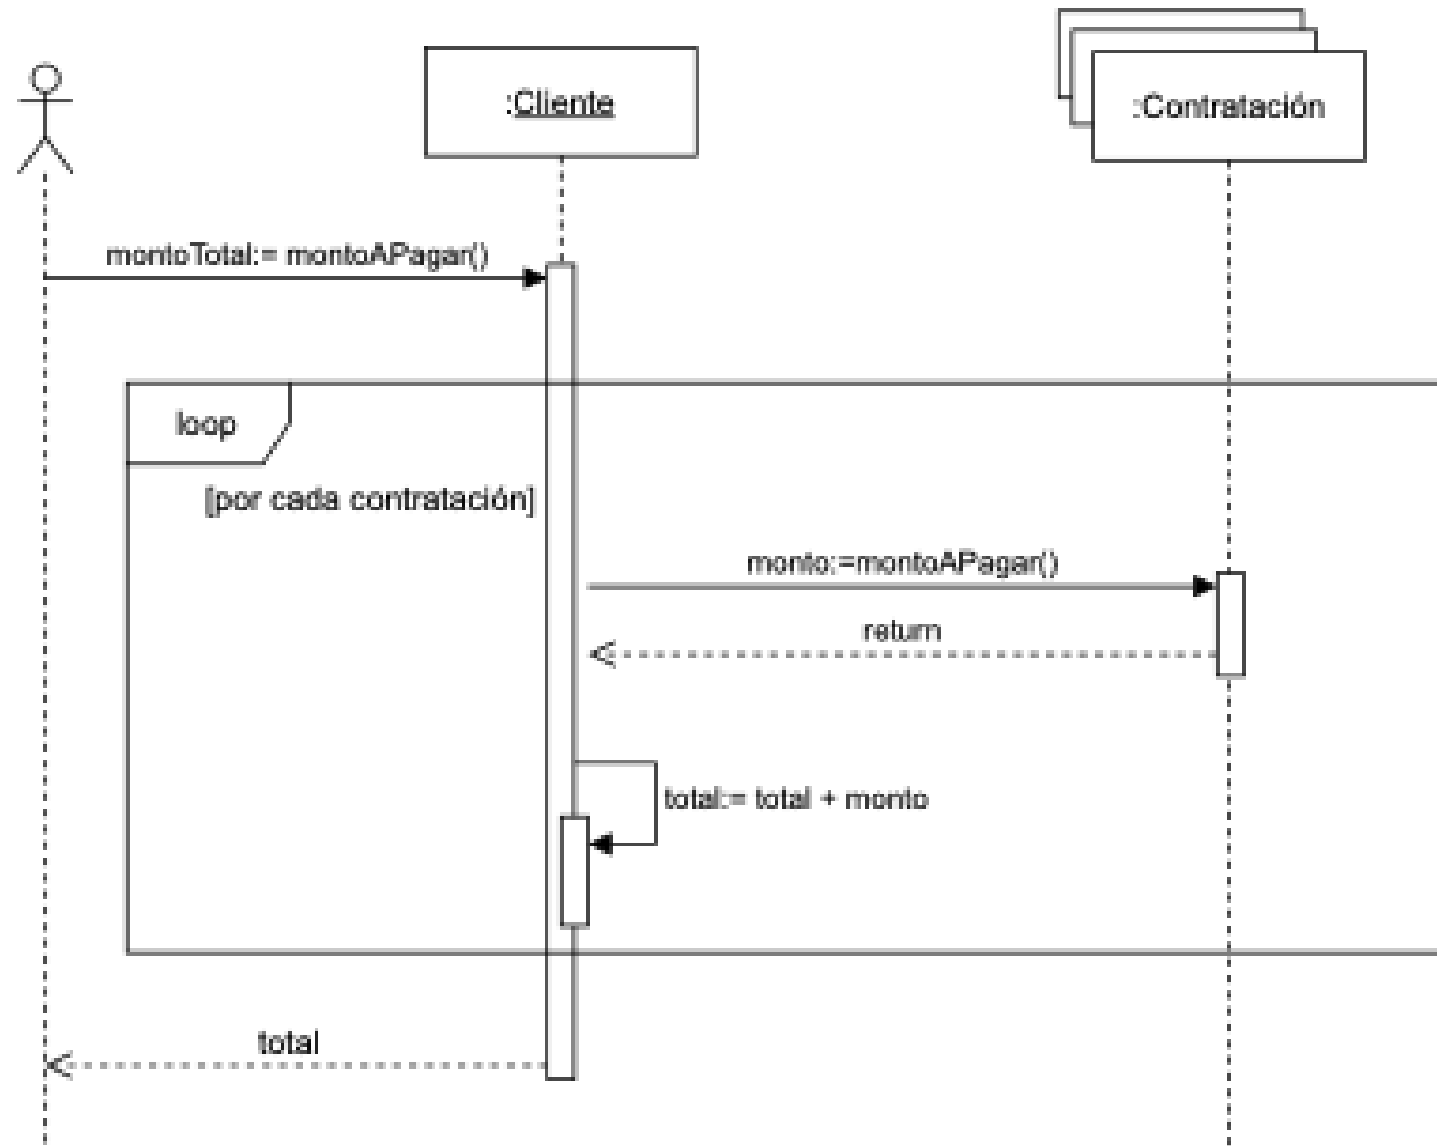 :Cliente
:Contratación
montoTotal:= montoAPagar()
loop
[por cada contratación]
monto:=montoAPagar()
return
total:= total + monto
total